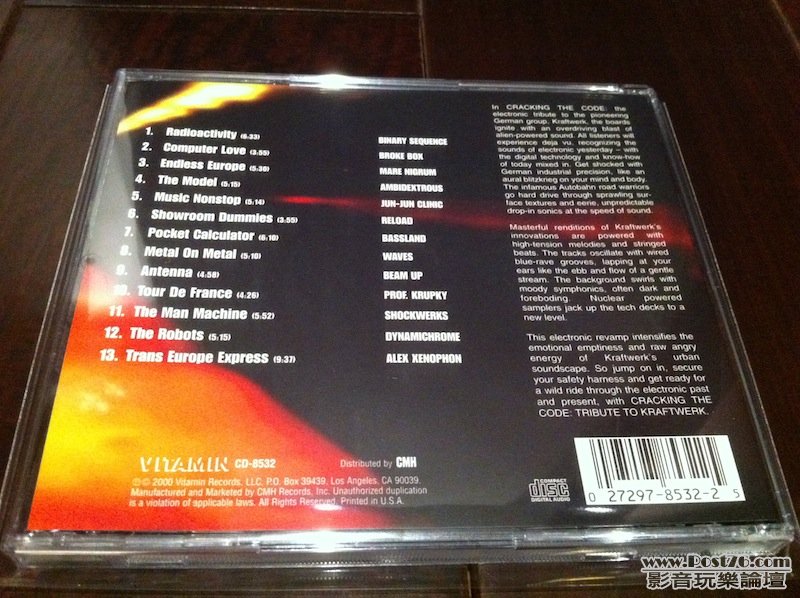 1. Radioactivity (6.33) BINARY SEQUENCE
2. Computer Love (3.55) BROKE BOX
3. Endless Europe (5.36) MARE NIGRUM
4. The Model (5.15) AMBIDEXTROUS
5. Music Nonstop (5.14) JUN-JUN CLINIC
6. Showroom Dummies (3.55) RELOAD
7. Pocket Calculator (6.19) BASSLAND
8. Metal On Metal (5.10) WAVES
9. Antenna (4.58) BEAM UP
10. Tour De France (4.26) PROF. KRUPKY
11. The Man Machine (5.52) SHOCKWERKS
12. The Robots (5:15) DYNAMICHROME
13. Trans Europe Express (9.37) ALEX XENOPHON
In CRACKING THE CODE: the
electronic tribute to the pioneering
German group, Kraftwerk, the boards
ignite with an overdriving blast of
alien-powered sound. All listeners will
experience deja vu, recognizing the
sounds of electronic yesterday – with
the digital technology and know-how
of today mixed in. Get shocked with
German industrial precision, like an
aural blitzkrieg on your mind and body.
The infamous Autobahn road warriors
go hard through sprawling sur-
face textures and eerie, unpredictable
drop-in sonics at the speed of sound.
Masterful renditions of Kraftwerk's
innovations are powered with
high-tension melodies and stringed
beats. The tracks oscillate with wired
blue-rave grooves, lapping at your
ears like the ebb and flow of a gentle
stream. The background swirls with
moody symphonics, often dark and
foreboding. Nuclear powered
samplers jack up the tech decks to a
new level.
This electronic revamp intensifies the
emotional emptiness and raw angry
energy of Kraftwerk's urban
soundscape. So jump on in, secure
your safety harness and get ready for
a wild ride through the electronic past
and present, with CRACKING THE
CODE: TRIBUTE TO KRAFTWERK.
VITAMIN CD-8532 Distributed by CMH
℗© 2000 Vitamin Records, LLC, P.O. Box 39439, Los Angeles, CA 90039.
Manufactured and Marketed by CMH Records, Inc. Unauthorized duplication
is a violation of applicable laws. All Rights Reserved. Printed in U.S.A.
COMPACT
disc
DIGITAL AUDIO
0 27297-8532-2 5
www.Post76.com
影音玩樂論壇